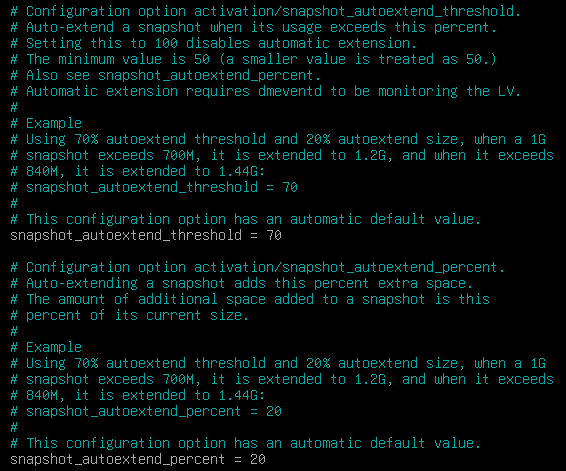 # Configuration option activation/snapshot_autoextend_threshold.
# Auto-extend a snapshot when its usage exceeds this percent.
# Setting this to 100 disables automatic extension.
# The minimum value is 50 (a smaller value is treated as 50.)
# Also see snapshot_autoextend_percent.
# Automatic extension requires dmeventd to be monitoring the LV.
#
# Example
# Using 70% autoextend threshold and 20% autoextend size, when a 1G
# snapshot exceeds 700M, it is extended to 1.2G, and when it exceeds
# 840M, it is extended to 1.44G:
# snapshot_autoextend_threshold = 70
#
# This configuration option has an automatic default value.
snapshot_autoextend_threshold = 70

# Configuration option activation/snapshot_autoextend_percent.
# Auto-extending a snapshot adds this percent extra space.
# The amount of additional space added to a snapshot is this
# percent of its current size.
#
# Example
# Using 70% autoextend threshold and 20% autoextend size, when a 1G
# snapshot exceeds 700M, it is extended to 1.2G, and when it exceeds
# 840M, it is extended to 1.44G:
# snapshot_autoextend_percent = 20
#
# This configuration option has an automatic default value.
snapshot_autoextend_percent = 20